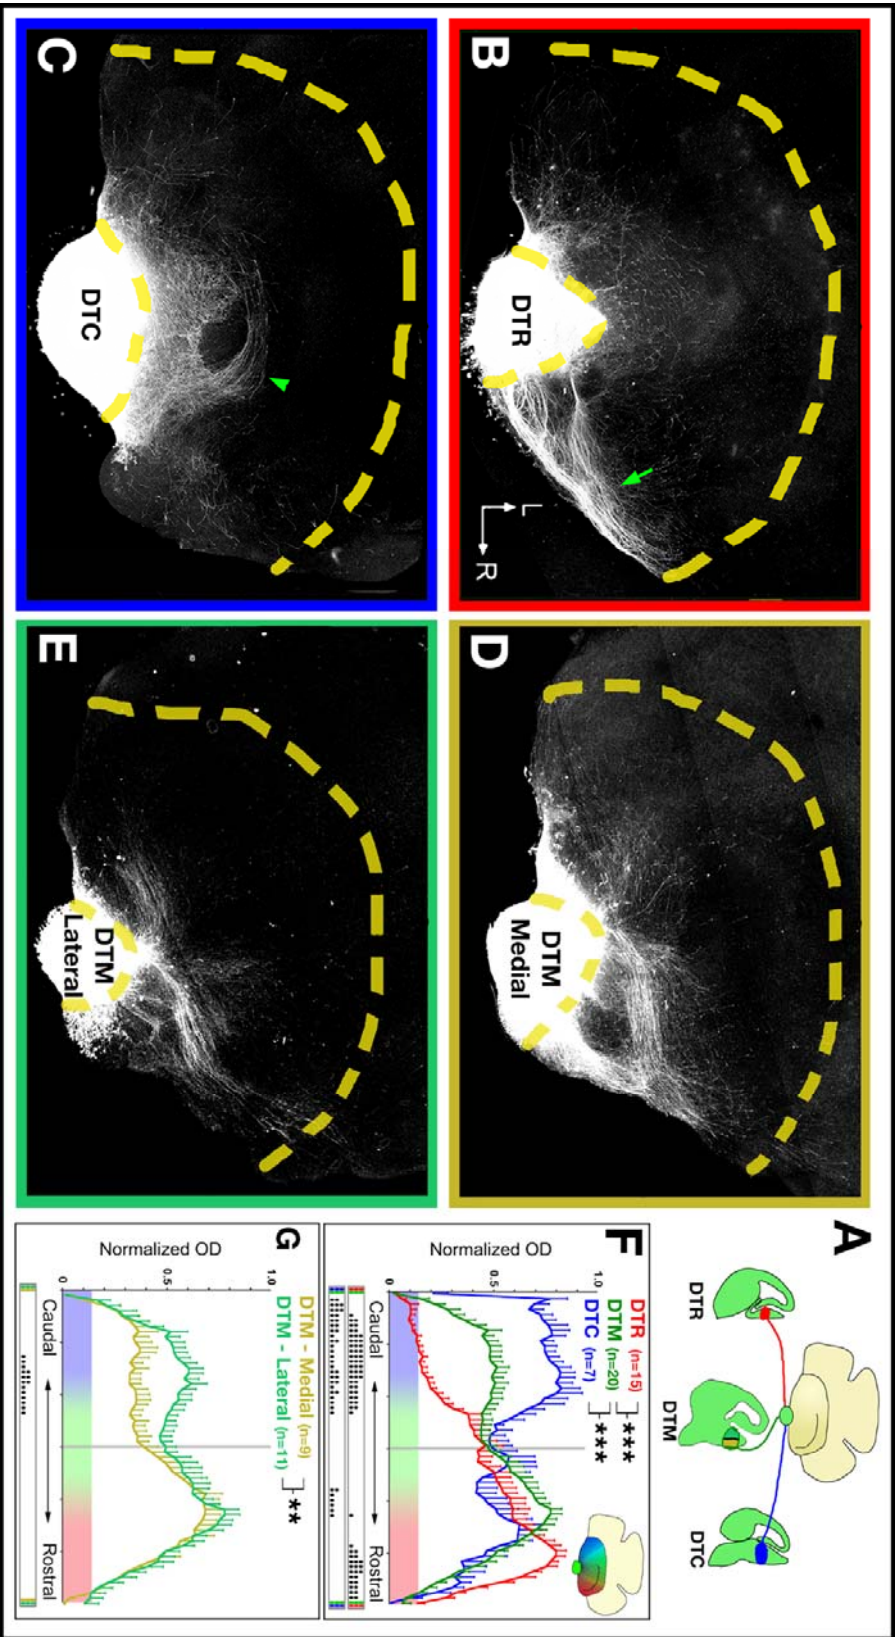 A
DTR
DTM
DTC
B
DTR
L
R
C
DTC
D
DTM
Medial
E
DTM
Lateral
F
DTR (n=15)
DTM (n=20)
DTC (n=7)
***
***
Normalized OD
1.0
0.5
0
Caudal
Rostral
G
DTM - Medial (n=9)
DTM - Lateral (n=11)
**
Normalized OD
1.0
0.5
0
Caudal
Rostral